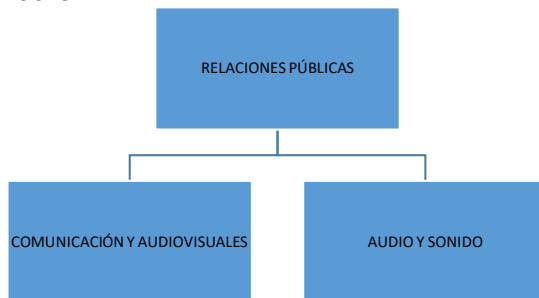 RELACIONES PÚBLICAS
COMUNICACIÓN Y AUDIOVISUALES
AUDIO Y SONIDO